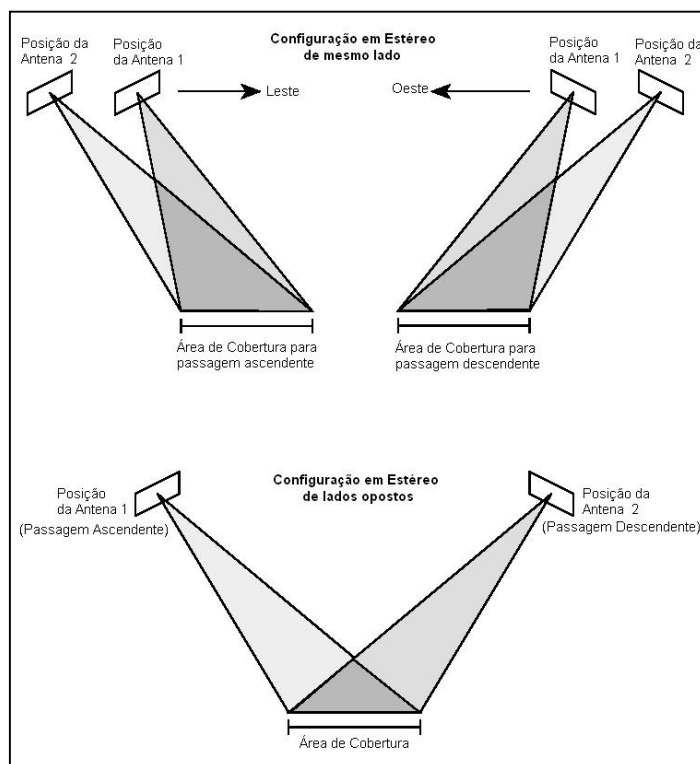 Posição da
Antena 2
Posição
da Antena 1
Configuração em Estéreo
de mesmo lado
Posição
da Antena 1
Posição da
Antena 2
Leste
Oeste
Área de Cobertura para
passagem ascendente
Área de Cobertura para
passagem descendente
Configuração em Estéreo
de lados opostos
Posição
da Antena 1
(Passagem Ascendente)
Posição da
Antena 2
(Passagem Descendente)
Área de Cobertura